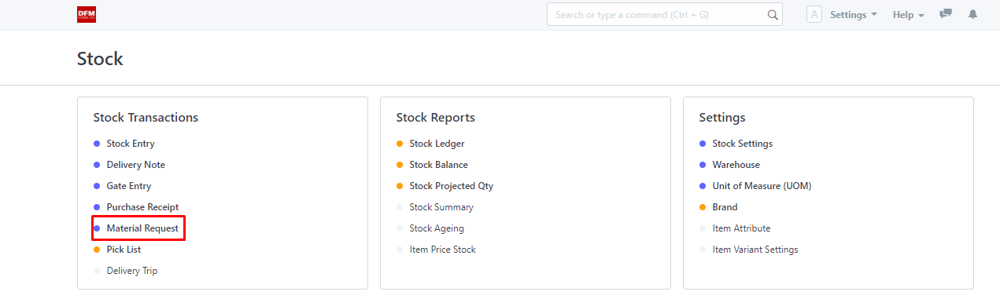 DFM
Search or type a command (Ctrl + G)
A
Settings
Help
Stock
Stock Transactions
Stock Entry
Delivery Note
Gate Entry
Purchase Receipt
Material Request
Pick List
Delivery Trip
Stock Reports
Stock Ledger
Stock Balance
Stock Projected Qty
Stock Summary
Stock Ageing
Item Price Stock
Settings
Stock Settings
Warehouse
Unit of Measure (UOM)
Brand
Item Attribute
Item Variant Settings